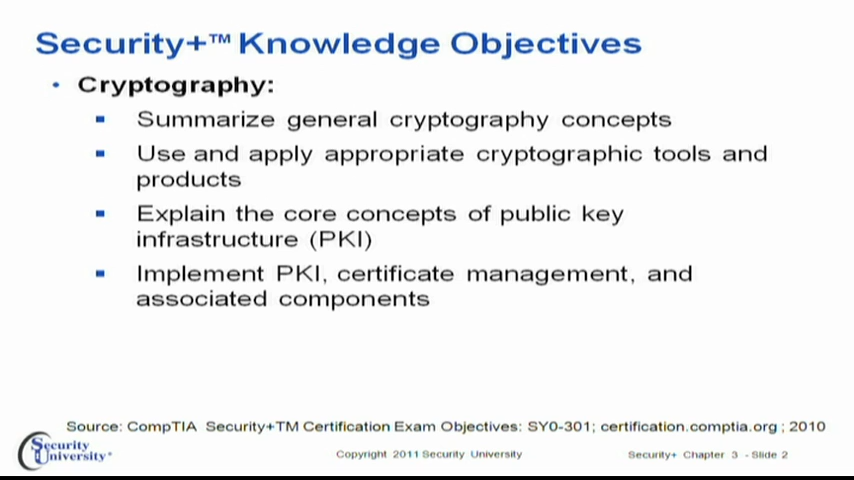 Security+™ Knowledge Objectives
• Cryptography:
▪ Summarize general cryptography concepts
▪ Use and apply appropriate cryptographic tools and
products
▪ Explain the core concepts of public key
infrastructure (PKI)
▪ Implement PKI, certificate management, and
associated components
Source: CompTIA Security+TM Certification Exam Objectives: SY0-301; certification.comptia.org ; 2010
Security
University
Copyright 2011 Security University
Security+ Chapter 3 - Slide 2